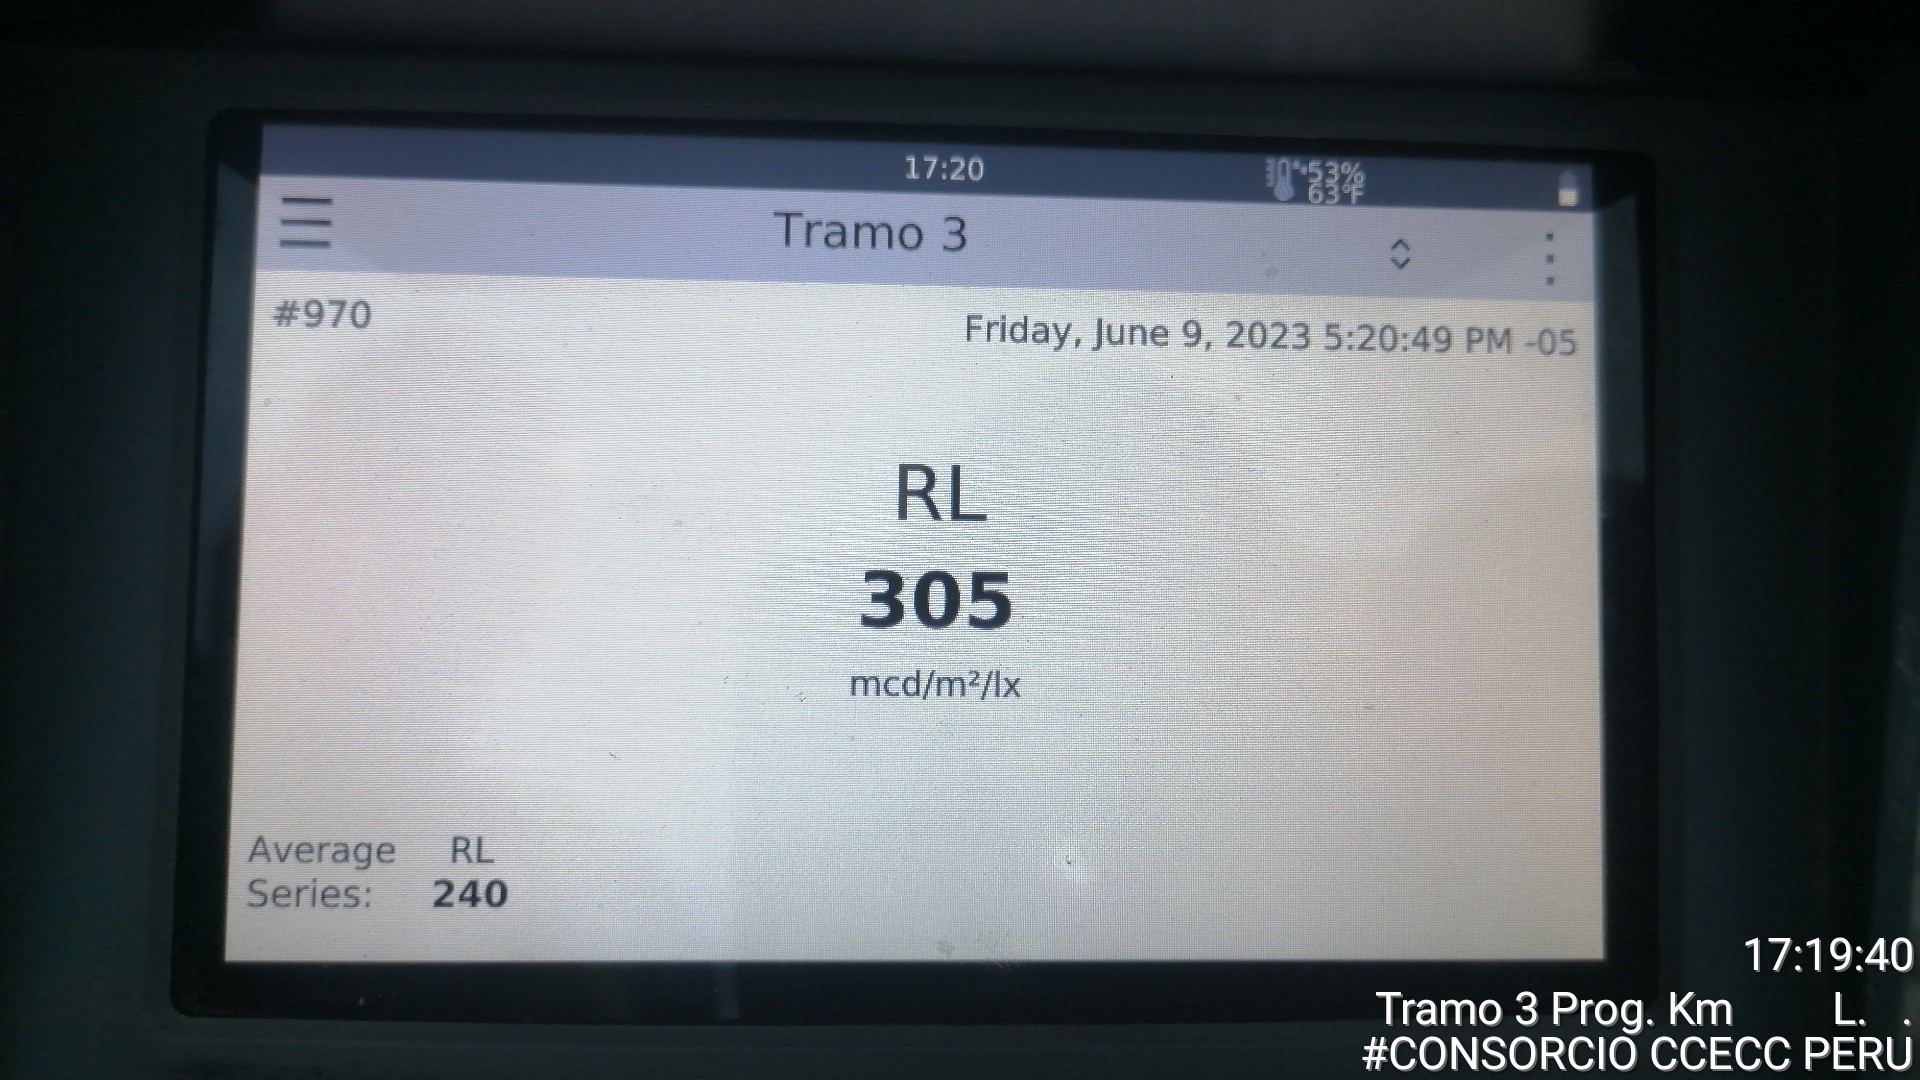 17:20
53%
63°F
Tramo 3
#970
Friday, June 9, 2023 5:20:49 PM -05
RL
305
mcd/m²/lx
Average RL
Series: 240
17:19:40
Tramo 3 Prog. Km L. .
#CONSORCIO CCECC PERU